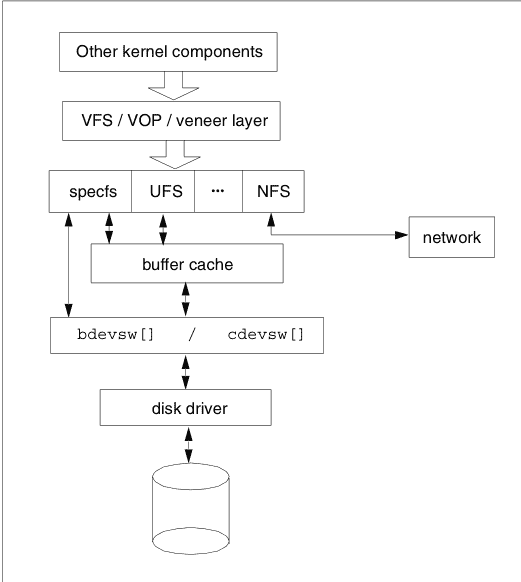 Other kernel components
VFS / VOP / veneer layer
specfs UFS ... NFS
network
buffer cache
bdevsw[] / cdevsw[]
disk driver